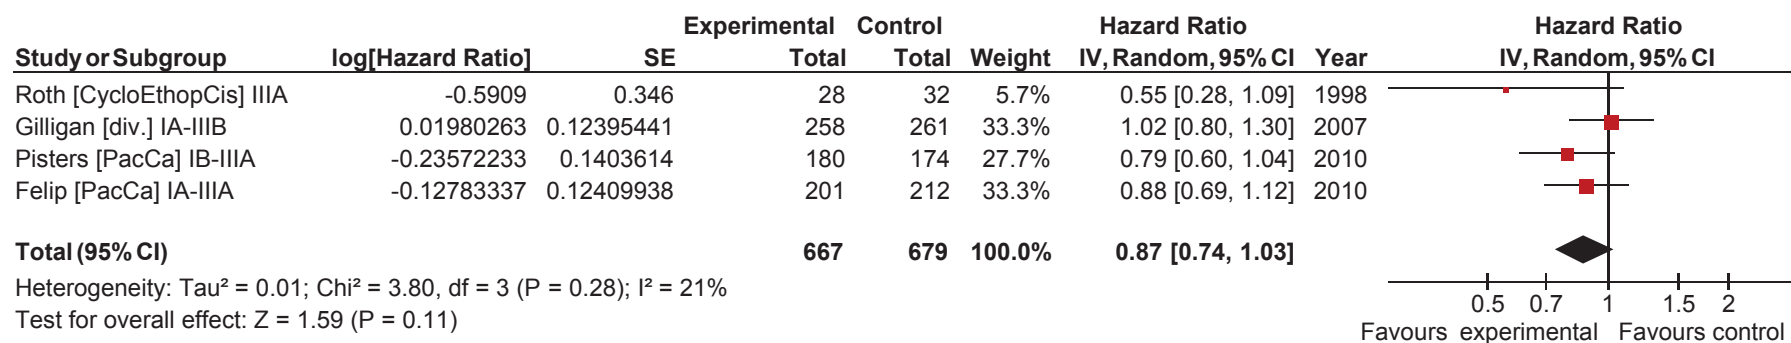 Experimental Control Hazard Ratio Hazard Ratio
Study or Subgroup log[Hazard Ratio] SE Total Total Weight IV, Random, 95% CI Year IV, Random, 95% CI
Roth [CycloEthopCis] IIIA -0.5909 0.346 28 32 5.7% 0.55 [0.28, 1.09] 1998
Gilligan [div.] IA-IIIB 0.01980263 0.12395441 258 261 33.3% 1.02 [0.80, 1.30] 2007
Pisters [PacCa] IB-IIIA -0.23572233 0.1403614 180 174 27.7% 0.79 [0.60, 1.04] 2010
Felip [PacCa] IA-IIIA -0.12783337 0.12409938 201 212 33.3% 0.88 [0.69, 1.12] 2010
Total (95% CI) 667 679 100.0% 0.87 [0.74, 1.03]
Heterogeneity: Tau² = 0.01; Chi² = 3.80, df = 3 (P = 0.28); I² = 21%
Test for overall effect: Z = 1.59 (P = 0.11)
0.5 0.7 1 1.5 2
Favours experimental Favours control